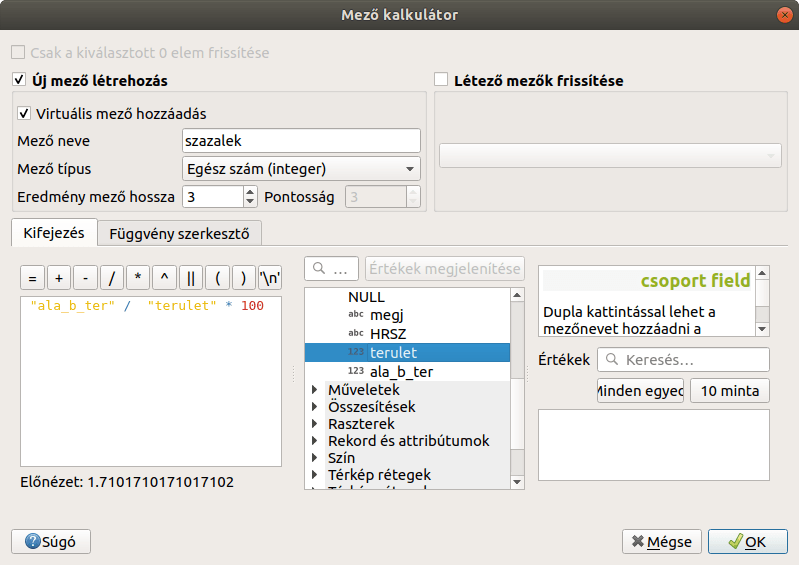 Mező kalkulátor
Csak a kiválasztott 0 elem frissítése
Új mező létrehozás
Létező mezők frissítése
Virtuális mező hozzáadás
Mező neve
szazalek
Mező típus
Egész szám (integer)
Eredmény mező hossza
3
Pontosság
3
Kifejezés
Függvény szerkesztő
= + - / * ^ || ( ) '\n'
"ala_b_ter" / "terulet" * 100
Előnézet: 1.7101710171017102
...
Értékek megjelenítése
NULL
abc megj
abc HRSZ
123 terulet
123 ala_b_ter
Műveletek
Összesítések
Raszterek
Rekord és attribútumok
Szín
Térkép rétegek
csoport field
Dupla kattintással lehet a
mezőnevet hozzáadni a
Értékek
Keresés...
Minden egyed
10 minta
Súgó
Mégse
OK